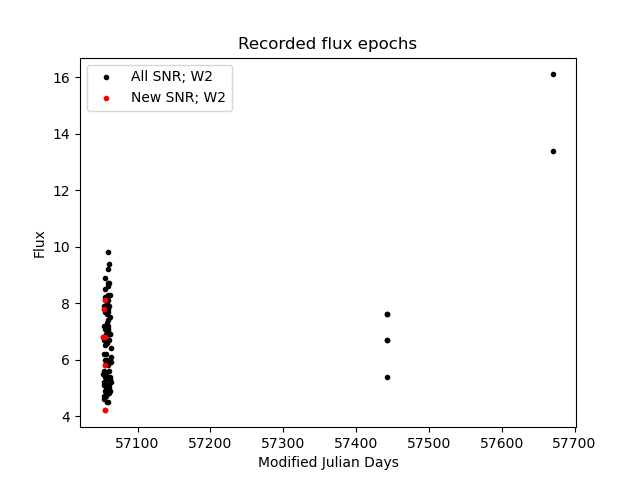 Recorded flux epochs
All SNR; W2
New SNR; W2
16
14
12
10
8
6
4
Flux
57100 57200 57300 57400 57500 57600 57700
Modified Julian Days